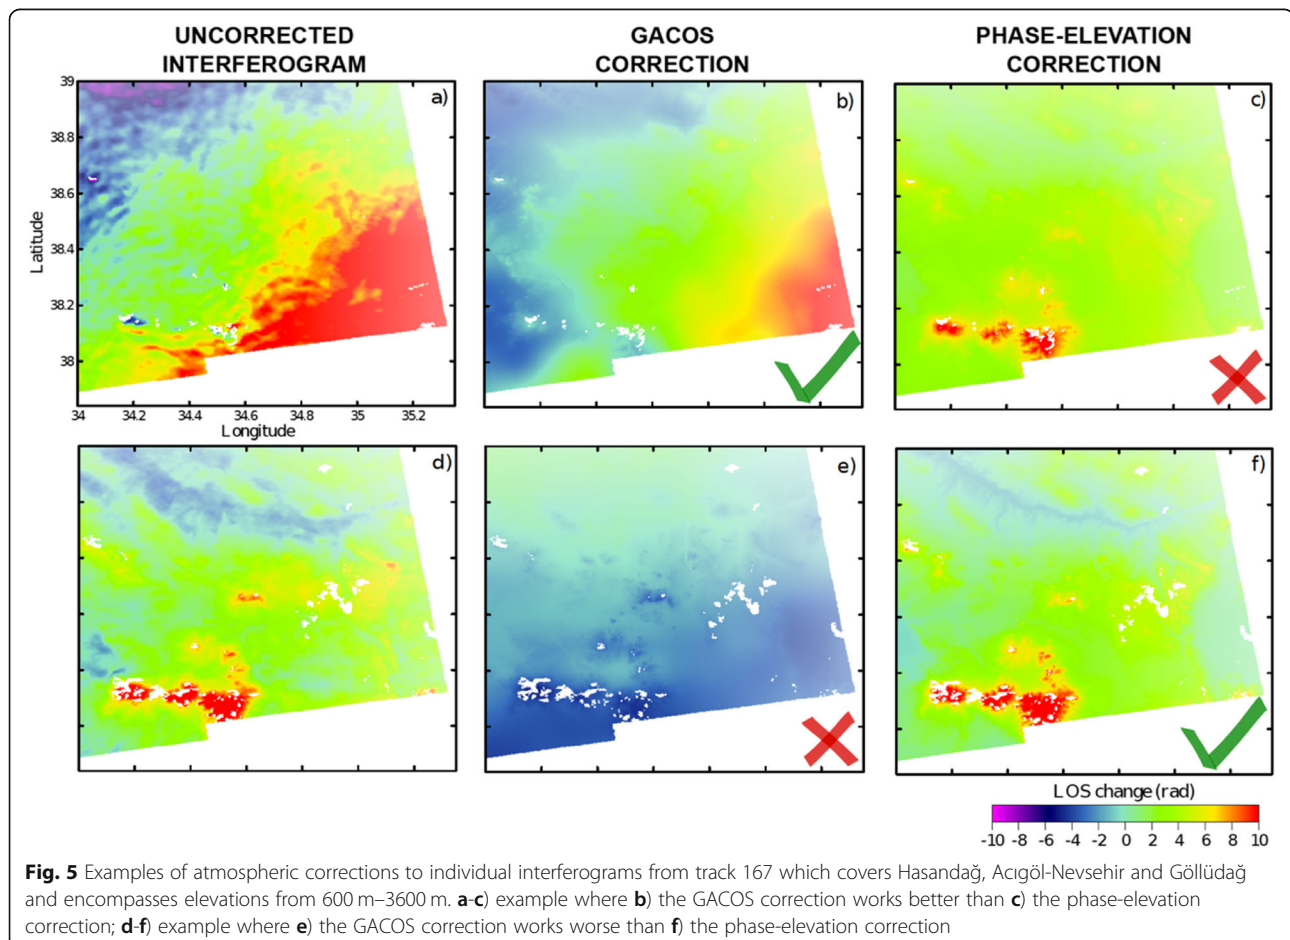 UNCORRECTED INTERFEROGRAM
GACOS CORRECTION
PHASE-ELEVATION CORRECTION
a)
b)
c)
39
38.8
38.6
38.4
38.2
38
Latitude
34 34.2 34.4 34.6 34.8 35 35.2
Longitude
d)
e)
f)
LOS change (rad)
-10 -8 -6 -4 -2 0 2 4 6 8 10
Fig. 5 Examples of atmospheric corrections to individual interferograms from track 167 which covers Hasandağ, Acıgöl-Nevsehir and Göllüdağ
and encompasses elevations from 600 m–3600 m. a-c) example where b) the GACOS correction works better than c) the phase-elevation
correction; d-f) example where e) the GACOS correction works worse than f) the phase-elevation correction